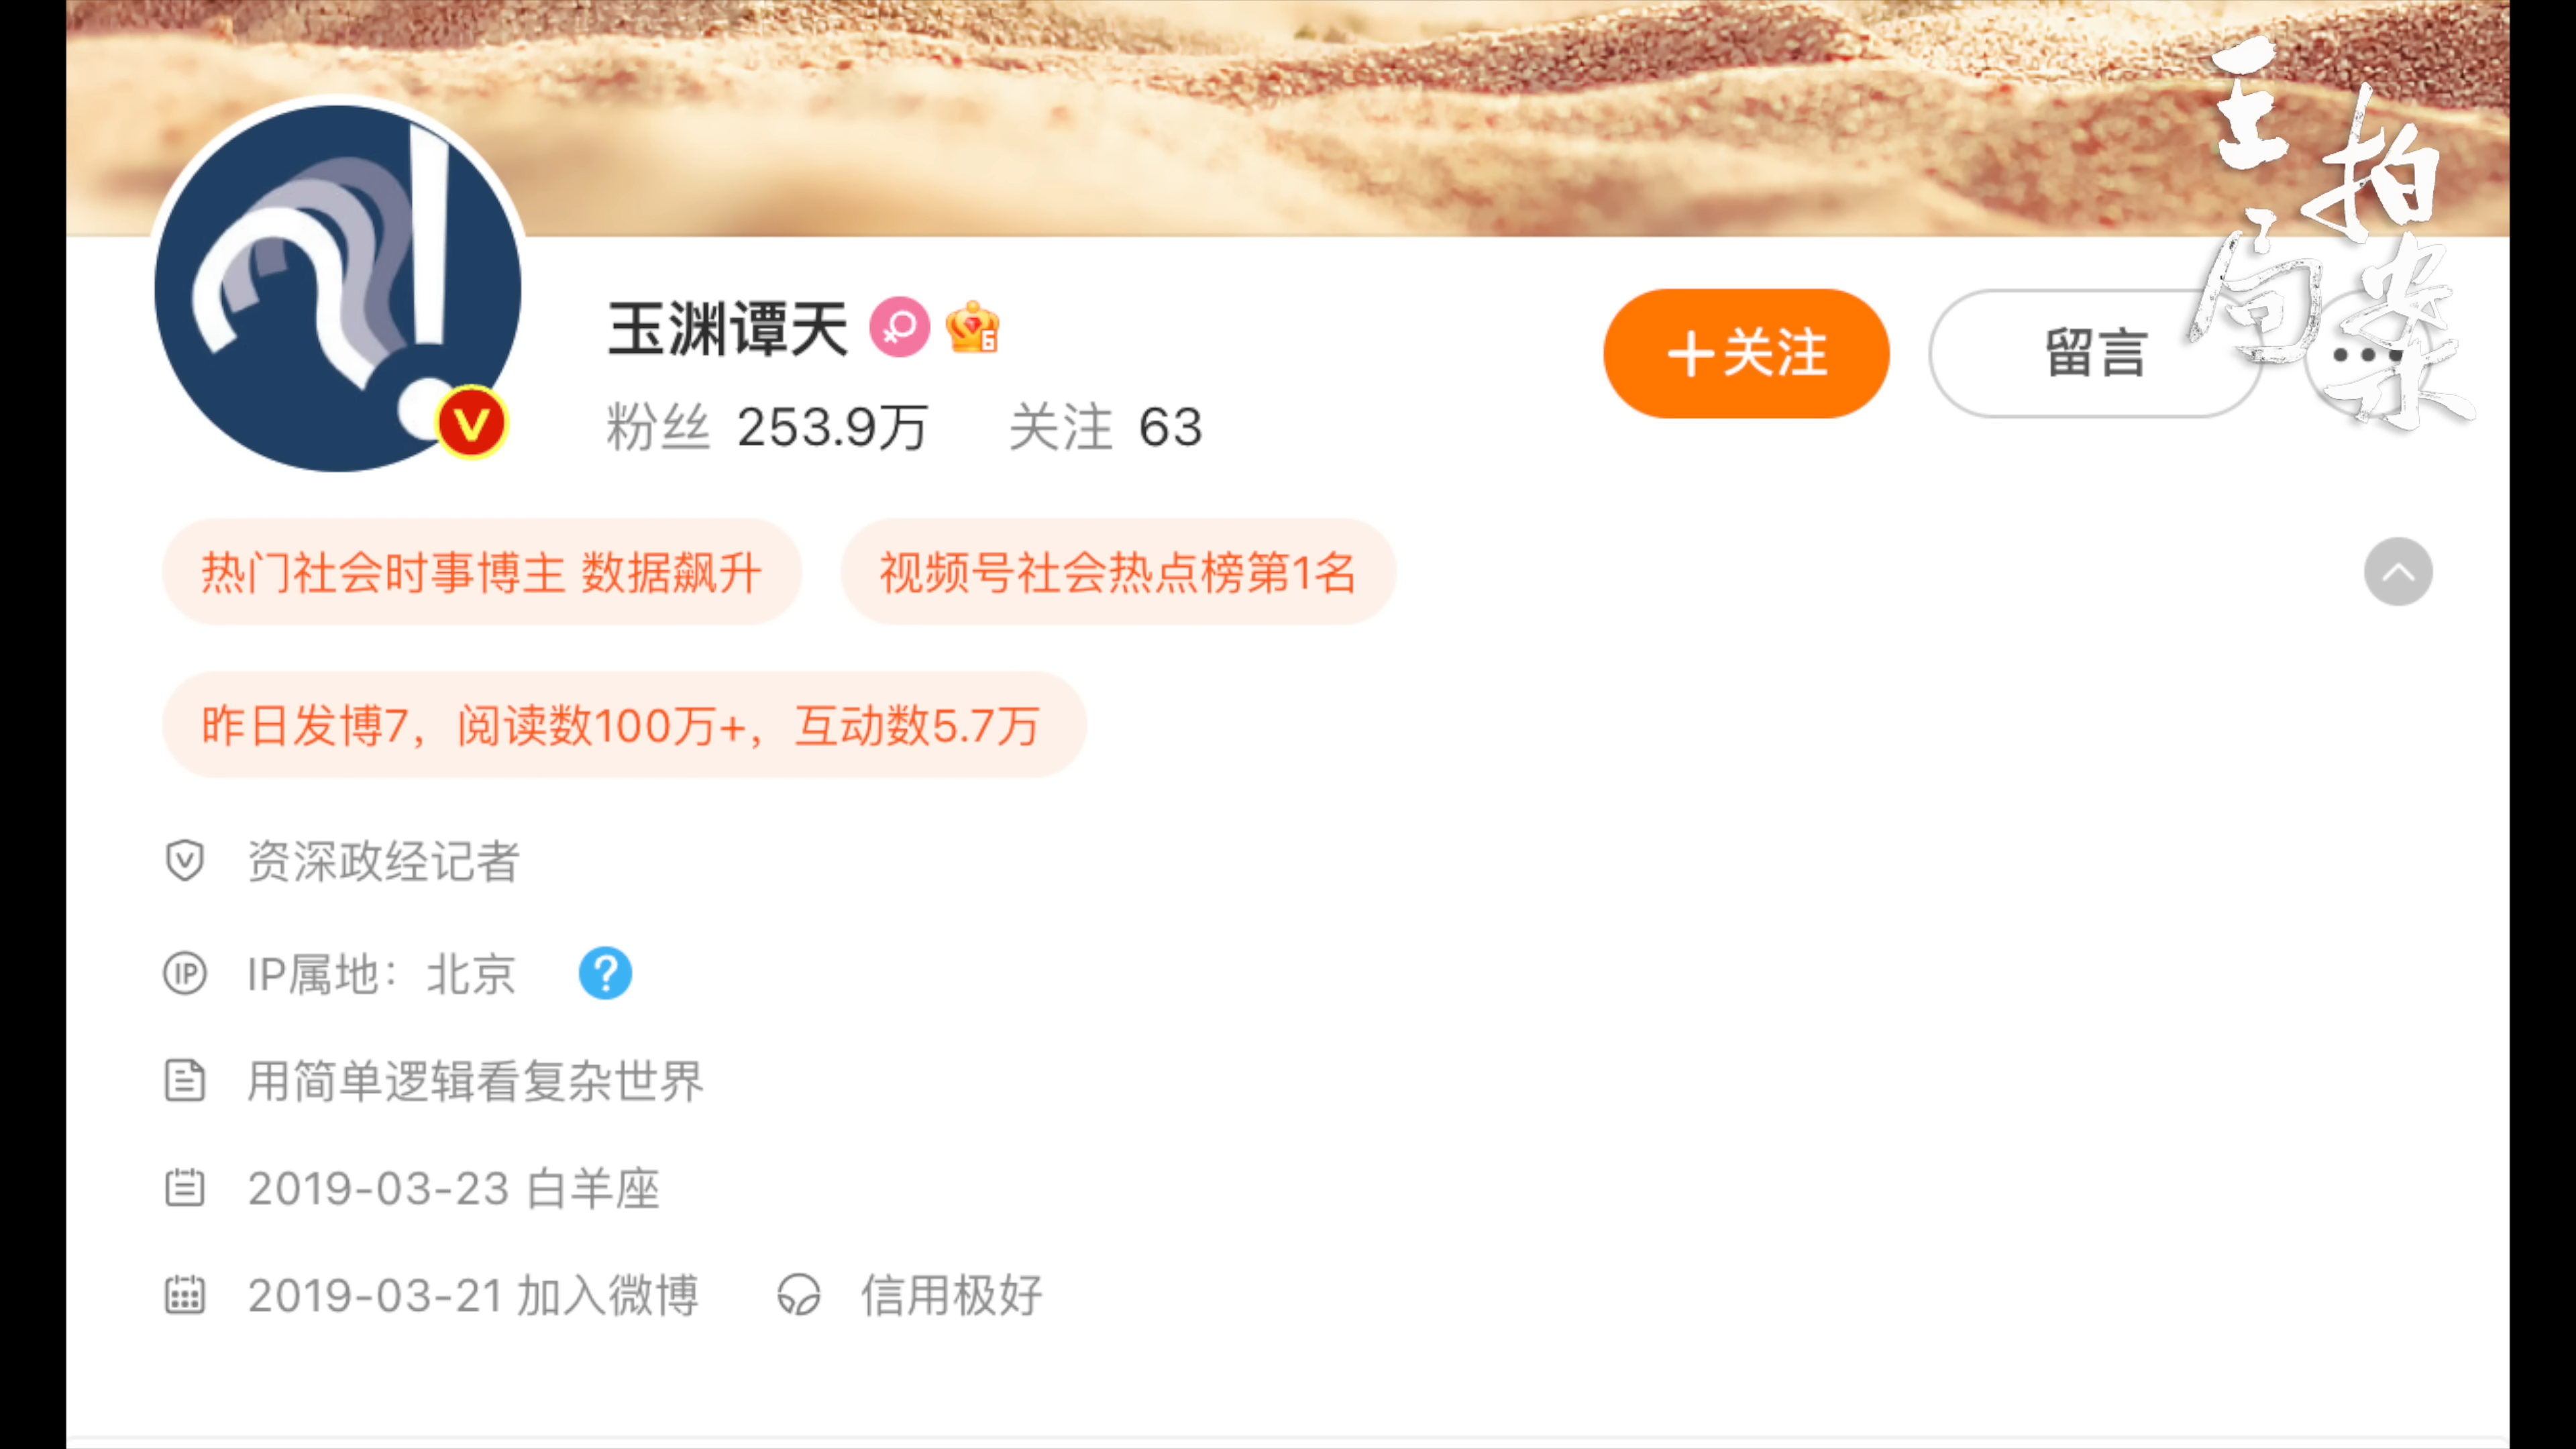 王局拍案
玉渊谭天
粉丝 253.9万 关注 63
+关注 留言
热门社会时事博主 数据飙升 视频号社会热点榜第1名
昨日发博7，阅读数100万+，互动数5.7万
资深政经记者
IP属地：北京
用简单逻辑看复杂世界
2019-03-23 白羊座
2019-03-21 加入微博 信用极好